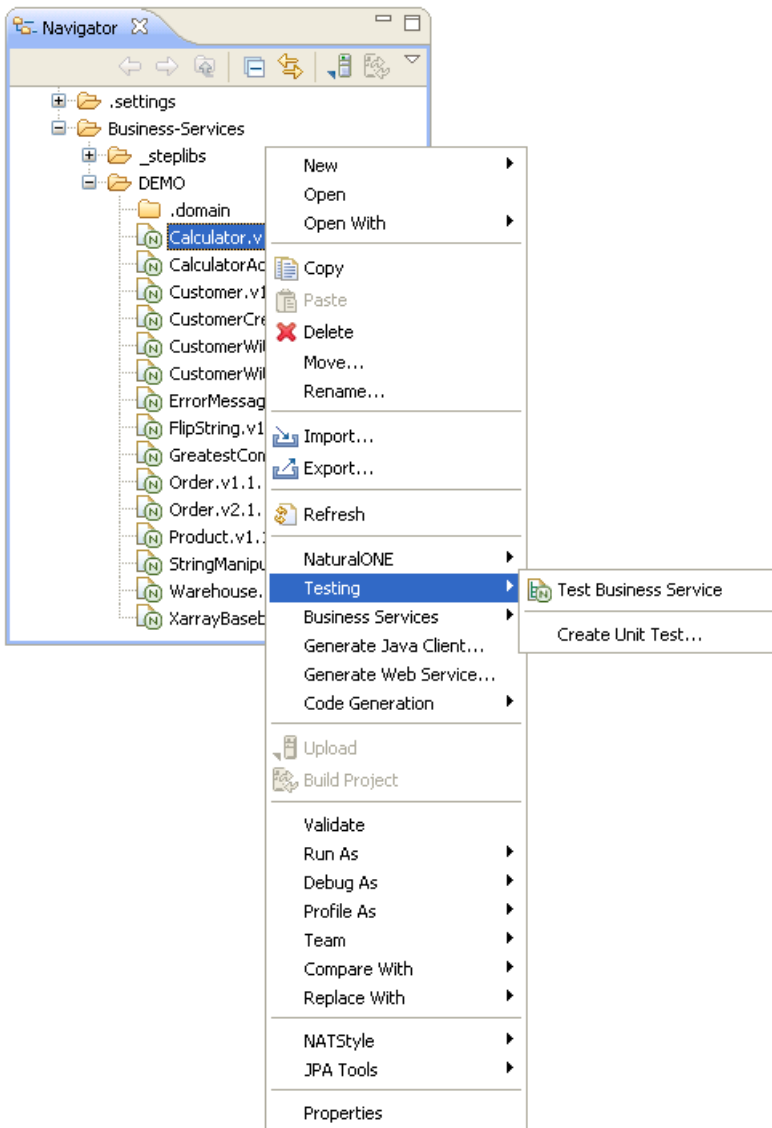 Navigator
.settings
Business-Services
_steplibs
DEMO
.domain
Calculator.v
CalculatorAc
Customer.v1
CustomerCre
CustomerWi
CustomerWi
ErrorMessag
FlipString.v1
GreatestCon
Order.v1.1.
Order.v2.1.
Product.v1.1
StringManipu
Warehouse.
XarrayBaseb
New
Open
Open With
Copy
Paste
Delete
Move...
Rename...
Import...
Export...
Refresh
NaturalONE
Testing
Business Services
Generate Java Client...
Generate Web Service...
Code Generation
Upload
Build Project
Validate
Run As
Debug As
Profile As
Team
Compare With
Replace With
NATStyle
JPA Tools
Properties
Test Business Service
Create Unit Test...